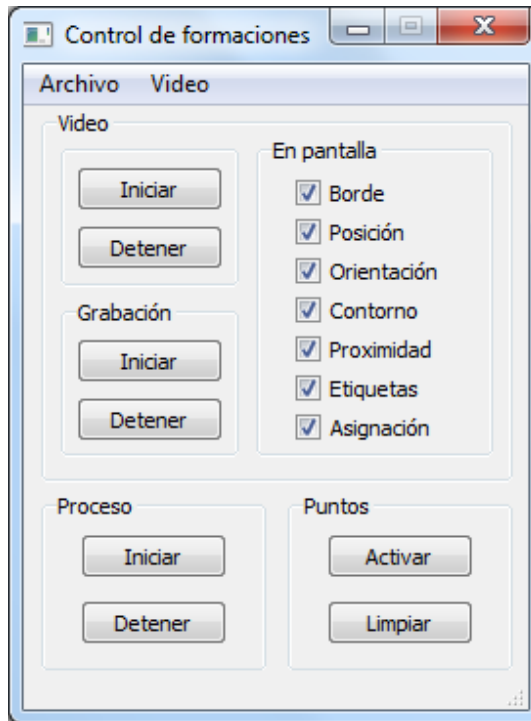 Control de formaciones
Archivo Video
Video
Iniciar
Detener
Grabación
Iniciar
Detener
En pantalla
Borde
Posición
Orientación
Contorno
Proximidad
Etiquetas
Asignación
Proceso
Iniciar
Detener
Puntos
Activar
Limpiar